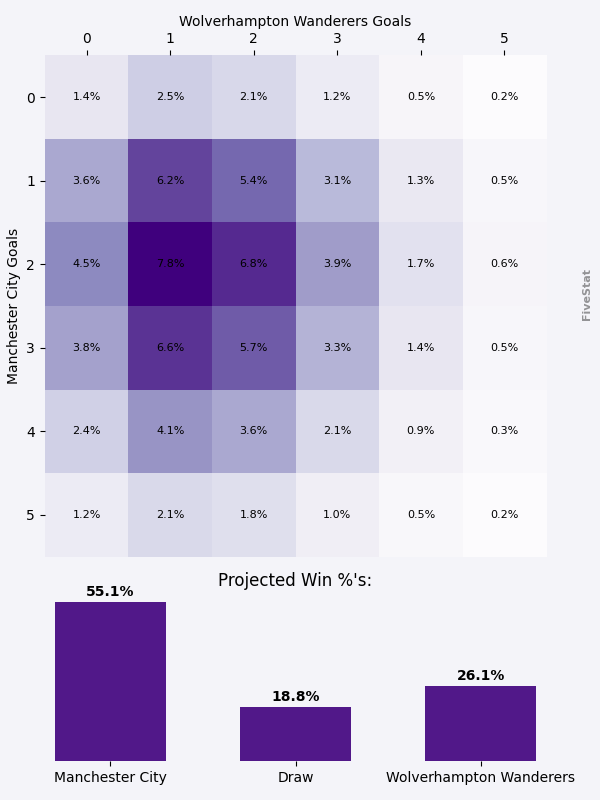 Wolverhampton Wanderers Goals
0 1 2 3 4 5
Manchester City Goals
0 1.4% 2.5% 2.1% 1.2% 0.5% 0.2%
1 3.6% 6.2% 5.4% 3.1% 1.3% 0.5%
2 4.5% 7.8% 6.8% 3.9% 1.7% 0.6%
3 3.8% 6.6% 5.7% 3.3% 1.4% 0.5%
4 2.4% 4.1% 3.6% 2.1% 0.9% 0.3%
5 1.2% 2.1% 1.8% 1.0% 0.5% 0.2%
FiveStat
Projected Win %'s:
55.1% 18.8% 26.1%
Manchester City Draw Wolverhampton Wanderers